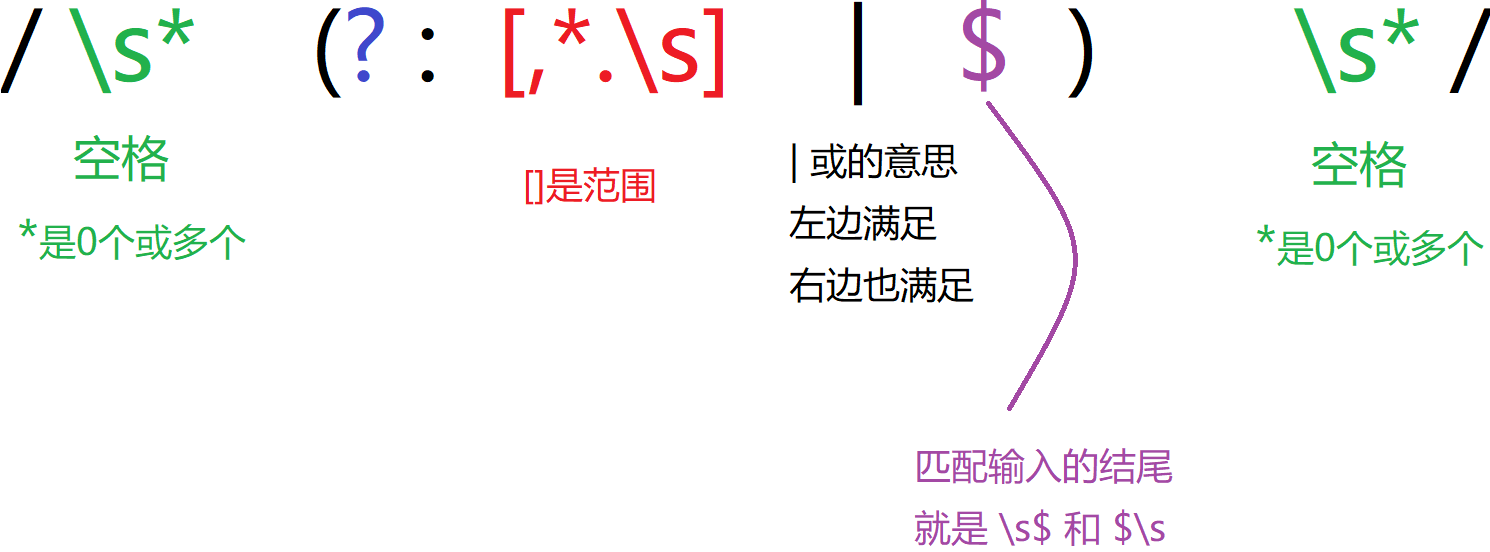 / \s* (? : [,*.\s] | $ ) \s* /
空格
*是0个或多个
[]是范围
| 或的意思
左边满足
右边也满足
空格
*是0个或多个
匹配输入的结尾
就是 \s$ 和 $\s